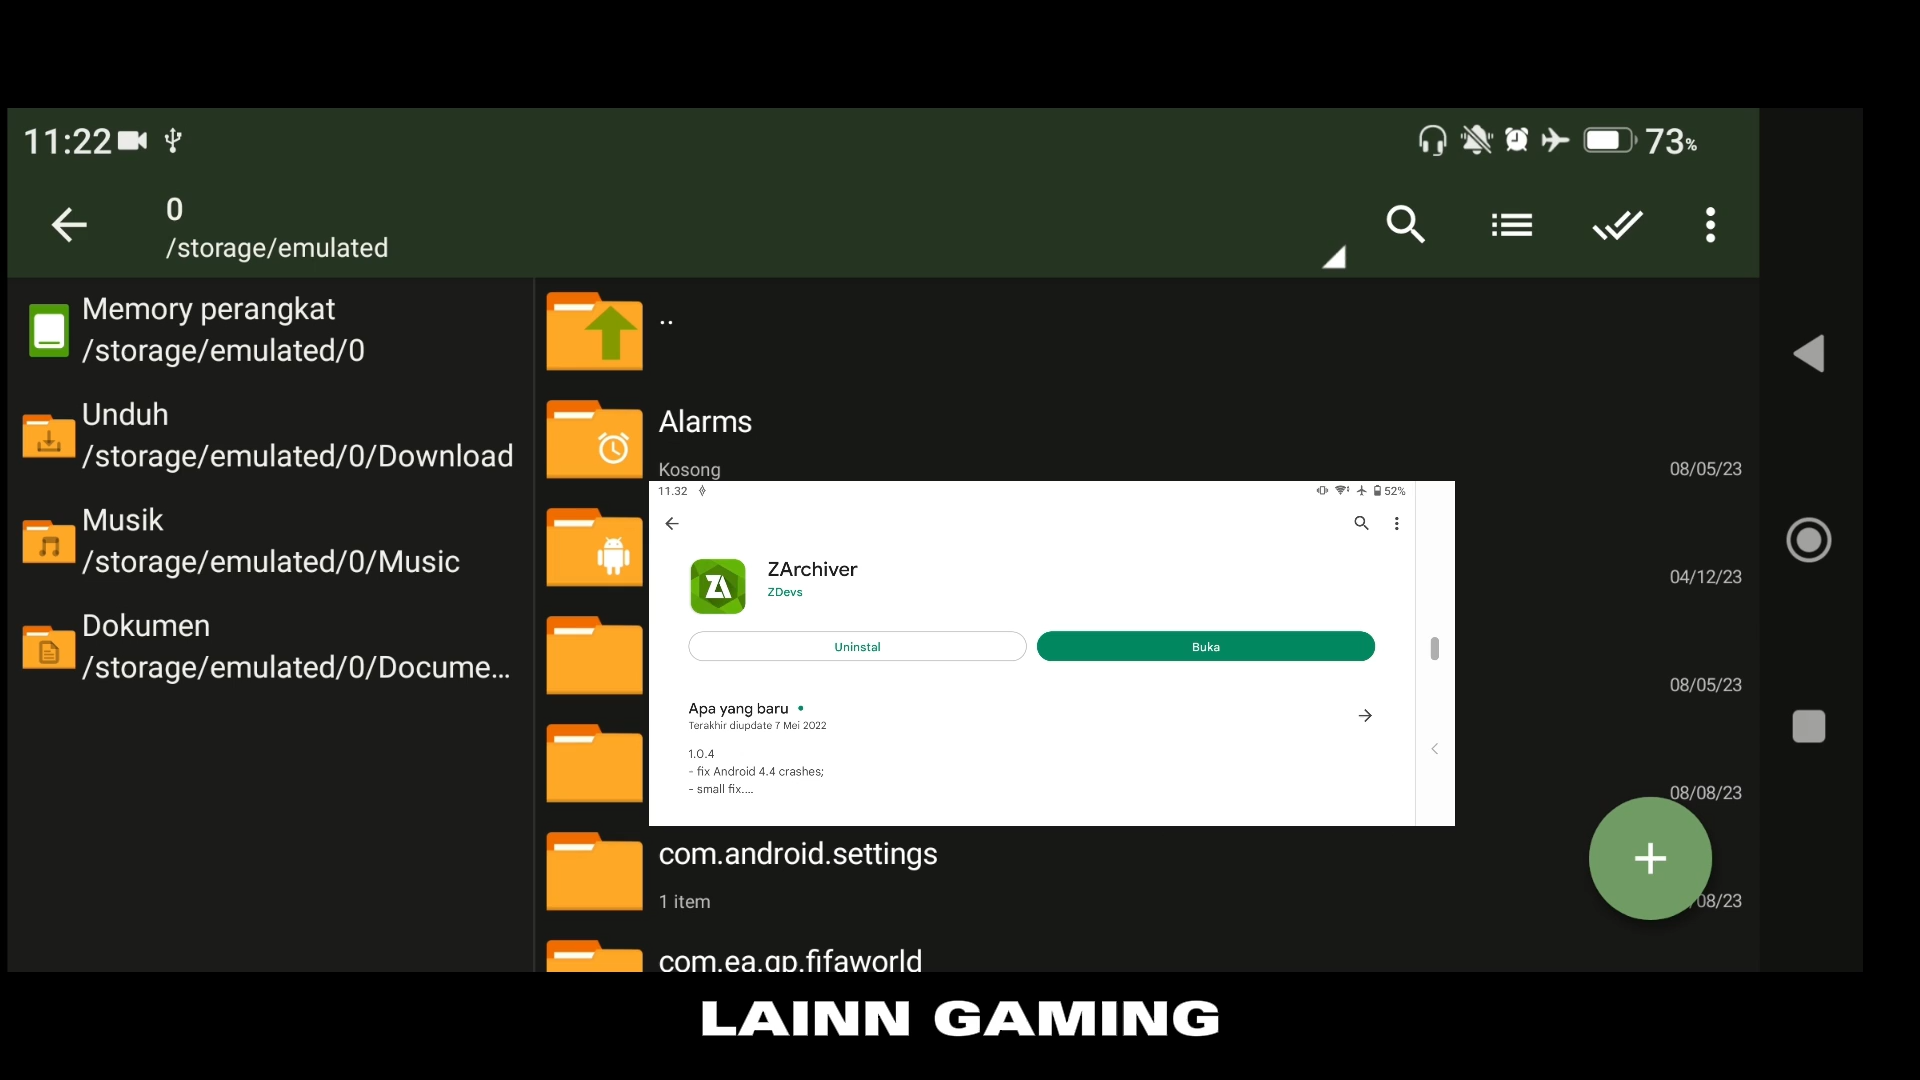 11:22
73%
0
/storage/emulated
Memory perangkat
/storage/emulated/0
Unduh
/storage/emulated/0/Download
Musik
/storage/emulated/0/Music
Dokumen
/storage/emulated/0/Docume...
..
Alarms
Kosong
08/05/23
04/12/23
08/05/23
08/08/23
11.32
52%
ZArchiver
ZDevs
Uninstal
Buka
Apa yang baru
Terakhir diupdate 7 Mei 2022
1.0.4
- fix Android 4.4 crashes;
- small fix....
com.android.settings
1 item
/08/23
com.ea.gp.fifaworld
LAINN GAMING